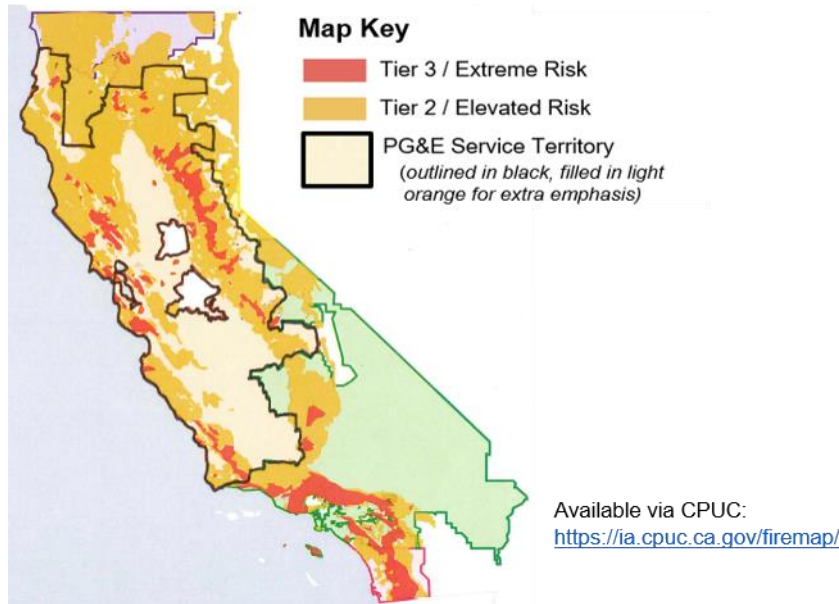 Map Key
Tier 3 / Extreme Risk
Tier 2 / Elevated Risk
PG&E Service Territory
(outlined in black, filled in light
orange for extra emphasis)
Available via CPUC:
https://ia.cpuc.ca.gov/firemap/